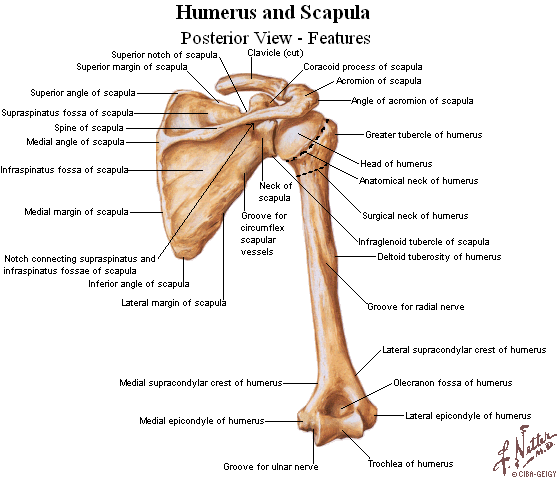 Humerus and Scapula
Posterior View - Features
Superior notch of scapula
Clavicle (cut)
Superior margin of scapula
Coracoid process of scapula
Acromion of scapula
Superior angle of scapula
Angle of acromion of scapula
Supraspinatus fossa of scapula
Spine of scapula
Greater tubercle of humerus
Medial angle of scapula
Head of humerus
Infraspinatus fossa of scapula
Anatomical neck of humerus
Neck of
scapula
Medial margin of scapula
Groove for
circumflex
scapular
vessels
Surgical neck of humerus
Infraglenoid tubercle of scapula
Notch connecting supraspinatus and
infraspinatus fossae of scapula
Deltoid tuberosity of humerus
Inferior angle of scapula
Lateral margin of scapula
Groove for radial nerve
Lateral supracondylar crest of humerus
Medial supracondylar crest of humerus
Olecranon fossa of humerus
Medial epicondyle of humerus
Lateral epicondyle of humerus
Groove for ulnar nerve
Trochlea of humerus
F. Netter
M.D.
© CIBA-GEIGY